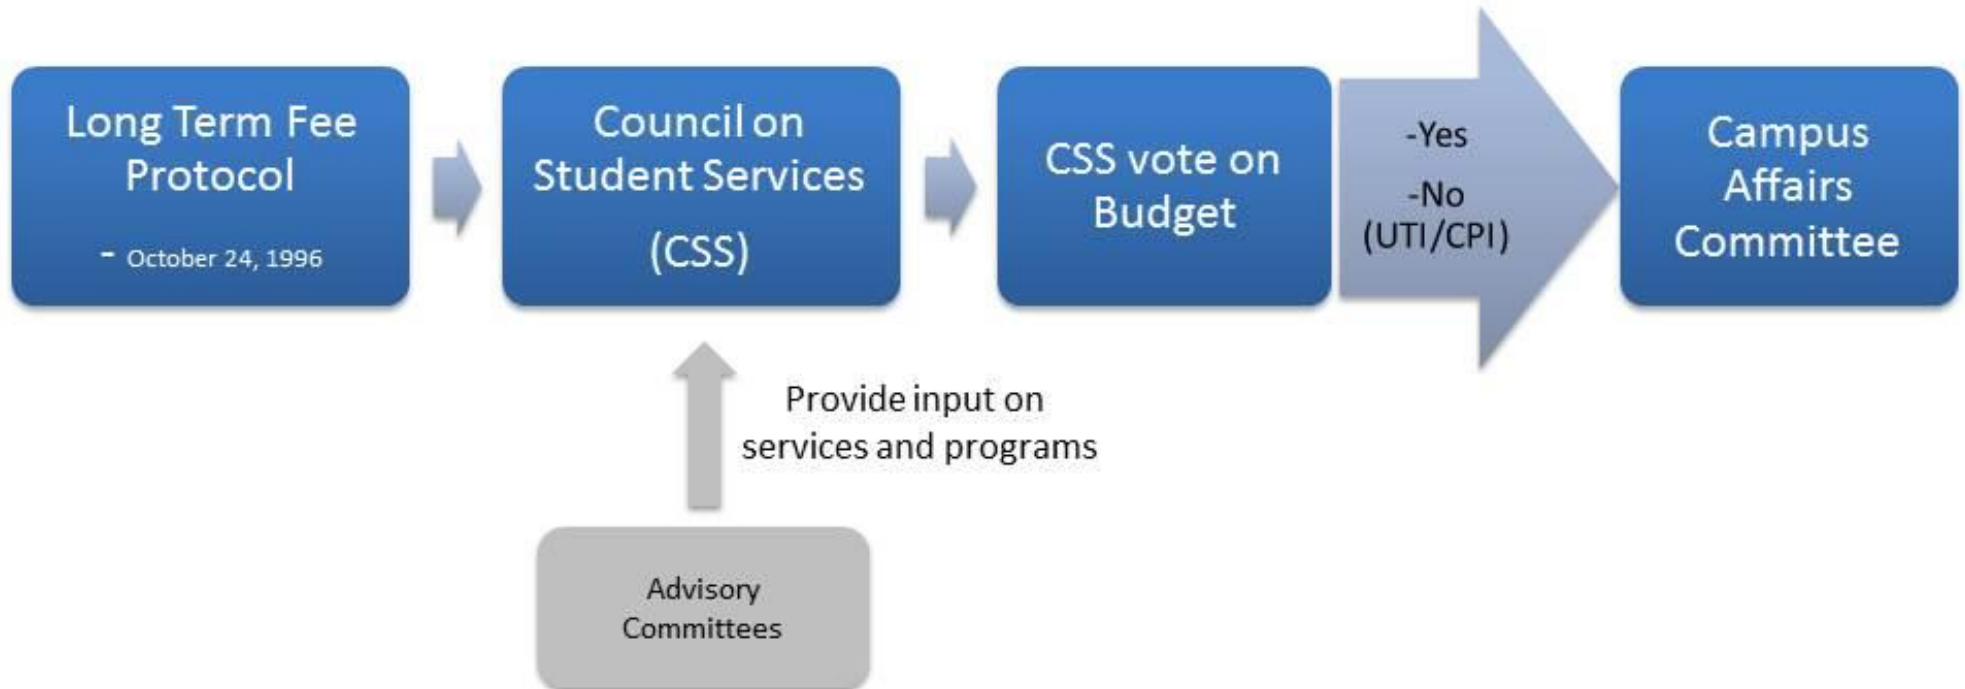 Long Term Fee
Protocol
- October 24, 1996
Council on
Student Services
(CSS)
CSS vote on
Budget
-Yes
-No
(UTI/CPI)
Campus
Affairs
Committee
Provide input on
services and programs
Advisory
Committees